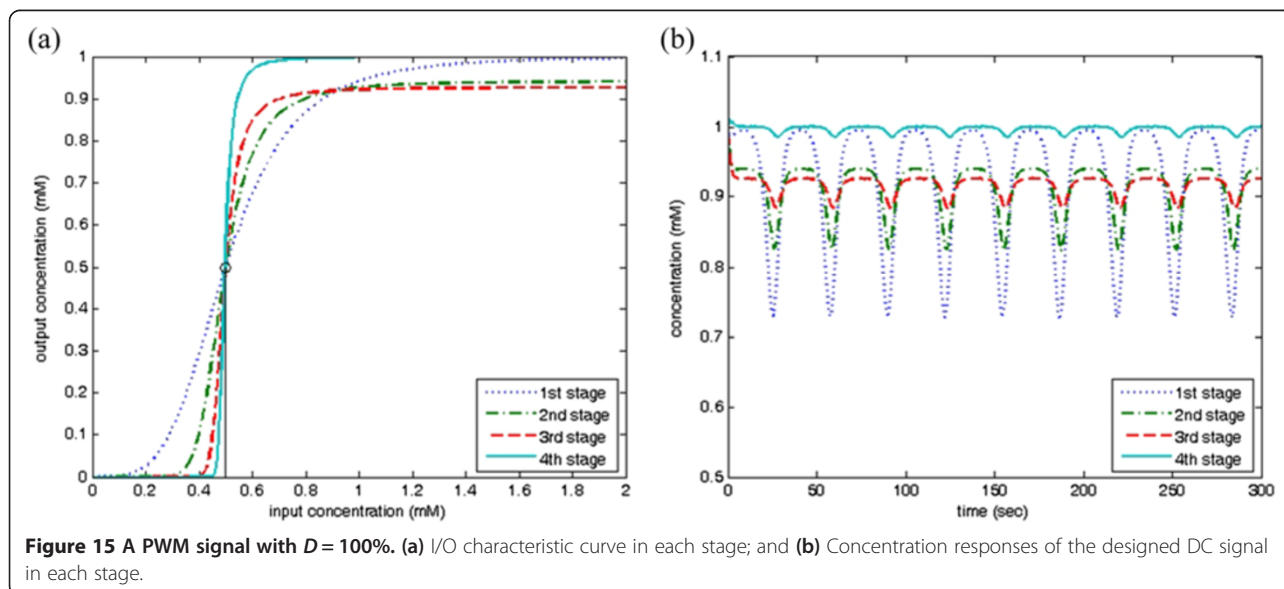 (a)
1
0.9
0.8
0.7
0.6
0.5
0.4
0.3
0.2
0.1
0
output concentration (mM)
0 0.2 0.4 0.6 0.8 1 1.2 1.4 1.6 1.8 2
input concentration (mM)
1st stage
2nd stage
3rd stage
4th stage
(b)
1.1
1
0.9
0.8
0.7
0.6
0.5
concentration (mM)
0 50 100 150 200 250 300
time (sec)
1st stage
2nd stage
3rd stage
4th stage
Figure 15 A PWM signal with D = 100%. (a) I/O characteristic curve in each stage; and (b) Concentration responses of the designed DC signal
in each stage.